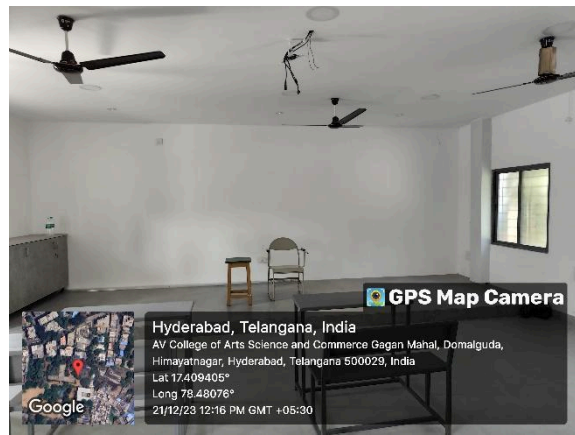 GPS Map Camera
Hyderabad, Telangana, India
AV College of Arts Science and Commerce Gagan Mahal, Domalguda,
Himayatnagar, Hyderabad, Telangana 500029, India
Lat 17.409405°
Long 78.48076°
21/12/23 12:16 PM GMT +05:30
Google